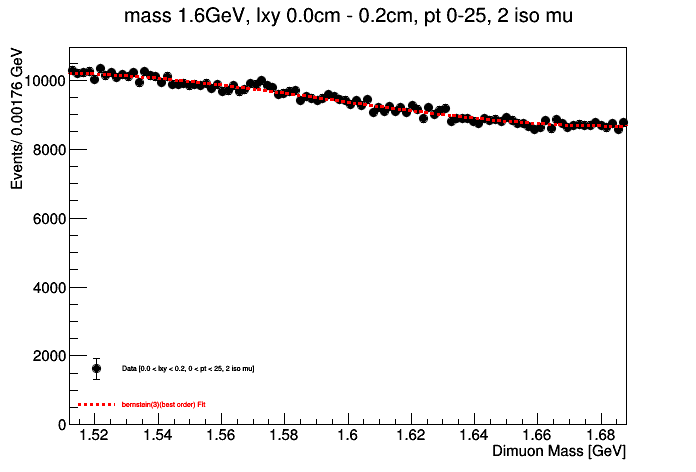 mass 1.6GeV, lxy 0.0cm - 0.2cm, pt 0-25, 2 iso mu
Events/ 0.00176 GeV
10000
8000
6000
4000
2000
0
Data [0.0 < lxy < 0.2, 0 < pt < 25, 2 iso mu]
bernstein(3)(best order) Fit
1.52 1.54 1.56 1.58 1.6 1.62 1.64 1.66 1.68
Dimuon Mass [GeV]